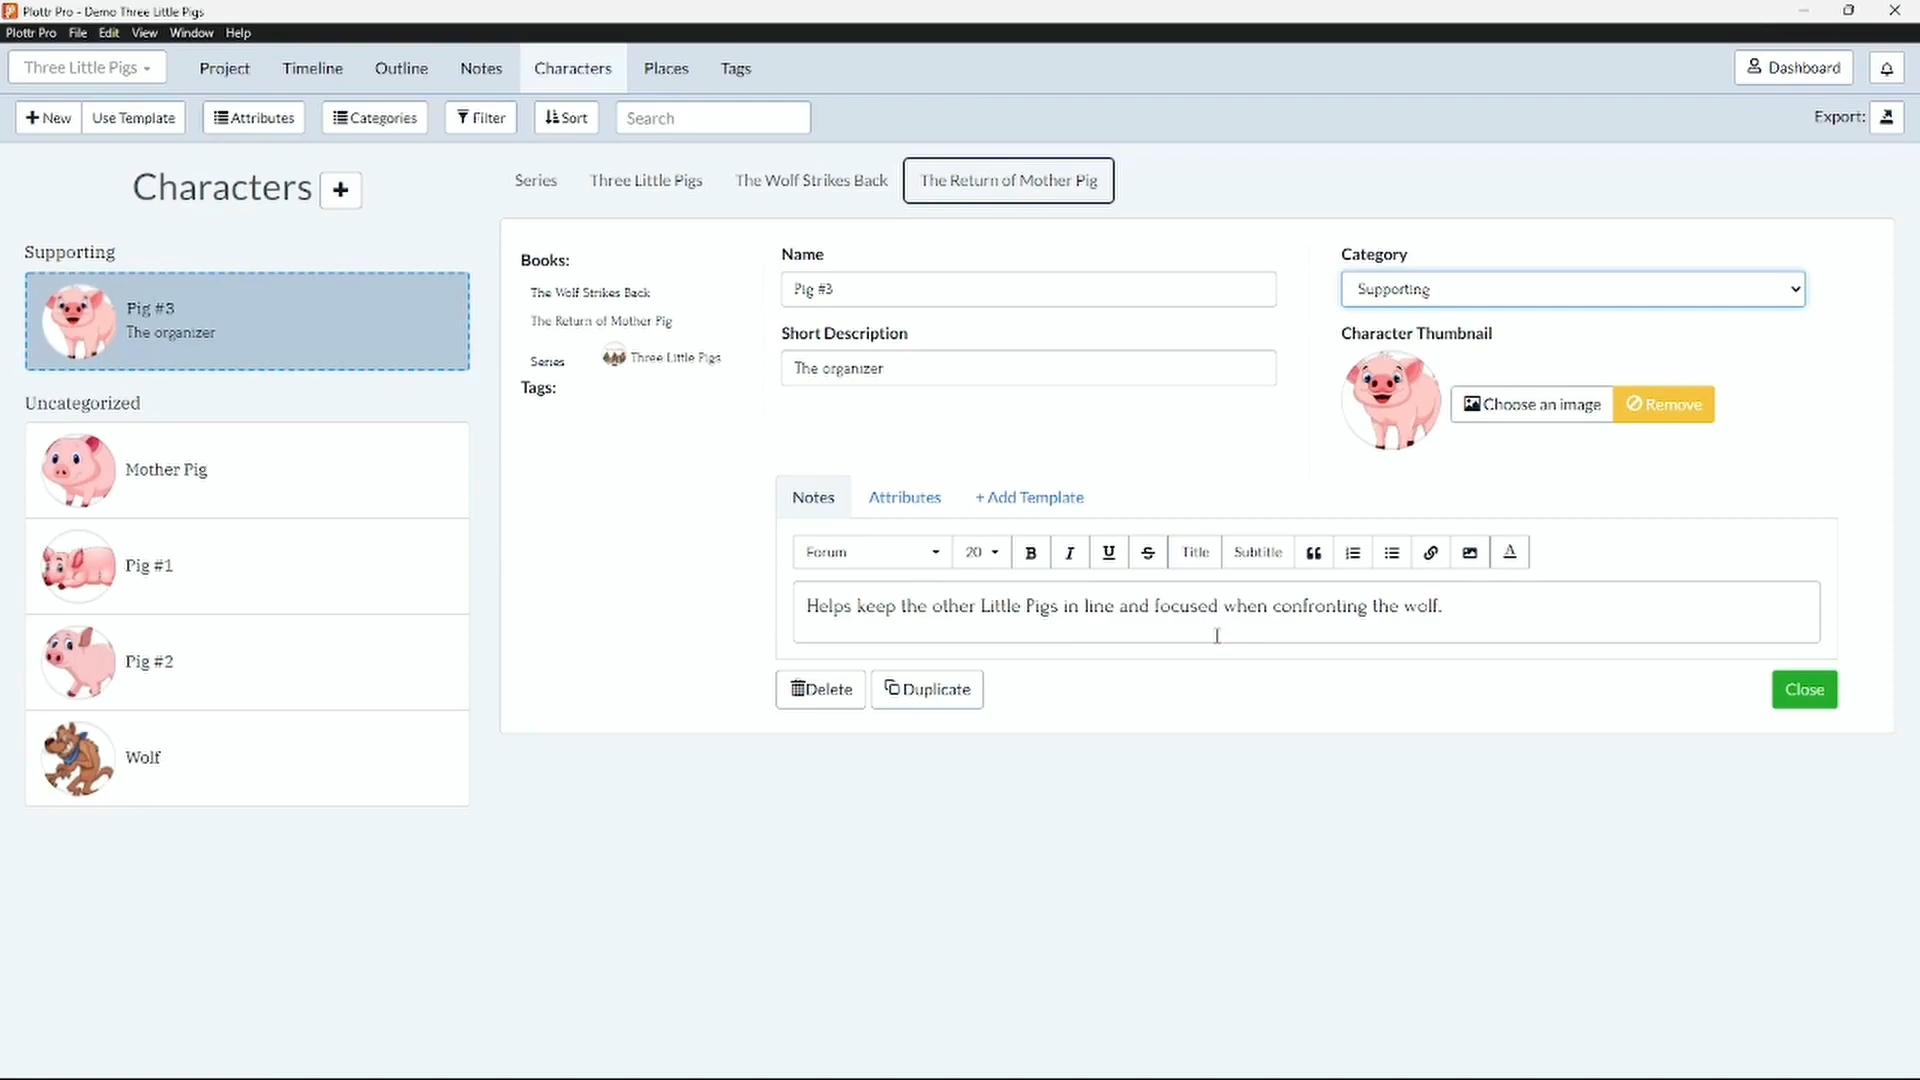 Plottr Pro - Demo Three Little Pigs
Plottr Pro File Edit View Window Help
Three Little Pigs Project Timeline Outline Notes Characters Places Tags Dashboard
New Use Template Attributes Categories Filter Sort Search Export:
Characters
Series Three Little Pigs The Wolf Strikes Back The Return of Mother Pig
Supporting
Pig #3
The organizer
Uncategorized
Mother Pig
Pig #1
Pig #2
Wolf
Books:
The Wolf Strikes Back
The Return of Mother Pig
Series Three Little Pigs
Tags:
Name
Pig #3
Short Description
The organizer
Category
Supporting
Character Thumbnail
Choose an image Remove
Notes Attributes + Add Template
Forum 20 B I U S Title Subtitle A
Helps keep the other Little Pigs in line and focused when confronting the wolf.
Delete Duplicate Close